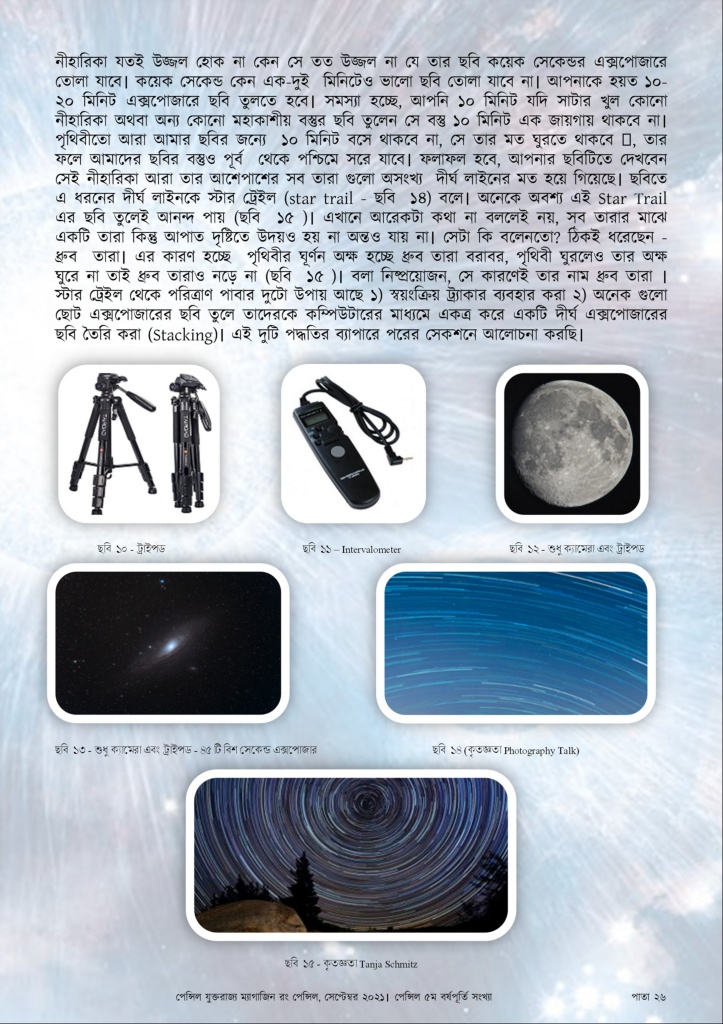 নীহারিকা যতই উজ্জল হোক না কেন সে তত উজ্জল না যে তার ছবি কয়েক সেকেন্ডর এক্সপোজারে
তোলা যাবে। কয়েক সেকেন্ড কেন এক-দুই মিনিটেও ভালো ছবি তোলা যাবে না। আপনাকে হয়ত ১০-
২০ মিনিট এক্সপোজারে ছবি তুলতে হবে। সমস্যা হচ্ছে, আপনি ১০ মিনিট যদি সাটার খুল কোনো
নীহারিকা অথবা অন্য কোনো মহাকাশীয় বস্তুর ছবি তুলেন সে বস্তু ১০ মিনিট এক জায়গায় থাকবে না।
পৃথিবীতো আরা আমার ছবির জন্যে ১০ মিনিট বসে থাকবে না, সে তার মত ঘুরতে থাকবে , তার
ফলে আমাদের ছবির বস্তুও পূর্ব থেকে পশ্চিমে সরে যাবে। ফলাফল হবে, আপনার ছবিটিতে দেখবেন
সেই নীহারিকা আরা তার আশেপাশের সব তারা গুলো অসংখ্য দীর্ঘ লাইনের মত হয়ে গিয়েছে। ছবিতে
এ ধরনের দীর্ঘ লাইনকে স্টার ট্রেইল (star trail - ছবি ১৪) বলে। অনেকে অবশ্য এই Star Trail
এর ছবি তুলেই আনন্দ পায় (ছবি ১৫ )। এখানে আরেকটা কথা না বললেই নয়, সব তারার মাঝে
একটি তারা কিন্তু আপাত দৃষ্টিতে উদয়ও হয় না অস্তও যায় না। সেটা কি বলেনতো? ঠিকই ধরেছেন -
ধ্রুব তারা। এর কারণ হচ্ছে পৃথিবীর ঘূর্ণন অক্ষ হচ্ছে ধ্রুব তারা বরাবর, পৃথিবী ঘুরলেও তার অক্ষ
ঘুরে না তাই ধ্রুব তারাও নড়ে না (ছবি ১৫ )। বলা নিষ্প্রয়োজন, সে কারণেই তার নাম ধ্রুব তারা ।
স্টার ট্রেইল থেকে পরিত্রাণ পাবার দুটো উপায় আছে ১) স্বয়ংক্রিয় ট্র্যাকার ব্যবহার করা ২) অনেক গুলো
ছোট এক্সপোজারের ছবি তুলে তাদেরকে কম্পিউটারের মাধ্যমে একত্র করে একটি দীর্ঘ এক্সপোজারের
ছবি তৈরি করা (Stacking)। এই দুটি পদ্ধতির ব্যাপারে পরের সেকশনে আলোচনা করছি।
ছবি ১০ - ট্রাইপড
ছবি ১১ – Intervalometer
ছবি ১২ - শুধু ক্যামেরা এবং ট্রাইপড
ছবি ১৩ - শুধু ক্যামেরা এবং ট্রাইপড - ৪৫ টি বিশ সেকেন্ড এক্সপোজার
ছবি ১৪ (কৃতজ্ঞতা Photography Talk)
ছবি ১৫ - কৃতজ্ঞতা Tanja Schmitz
পেন্সিল যুক্তরাজ্য ম্যাগাজিন রং পেন্সিল, সেপ্টেম্বর ২০২১। পেন্সিল ৫ম বর্ষপূর্তি সংখ্যা
পাতা ২৬